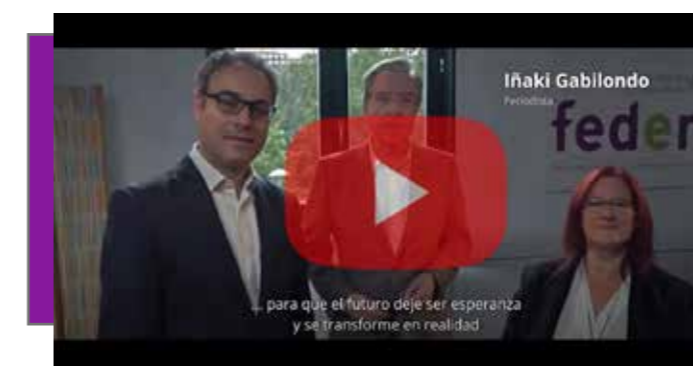 Iñaki Gabilondo
Periodista
feder
... para que el futuro deje ser esperanza
y se transforme en realidad